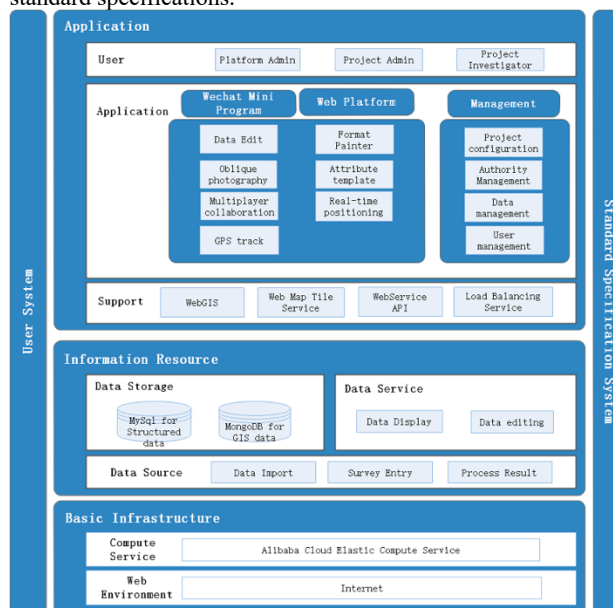 standard specifications.
Application
User
Platform Admin
Project Admin
Project
Investigator
Application
Wechat Mini
Program
Web Platform
Management
Data Edit
Format
Painter
Project
configuration
Oblique
photography
Attribute
template
Authority
Management
Multiplayer
collaboration
Real-time
positioning
Data
management
GPS track
User
management
Support
WebGIS
Web Map Tile
Service
WebService
API
Load Balancing
Service
User System
Standard Specification System
Information Resource
Data Storage
MySql for
Structured
data
MongoDB for
GIS data
Data Service
Data Display
Data editing
Data Source
Data Import
Survey Entry
Process Result
Basic Infrastructure
Compute
Service
Alibaba Cloud Elastic Compute Service
Web
Environment
Internet